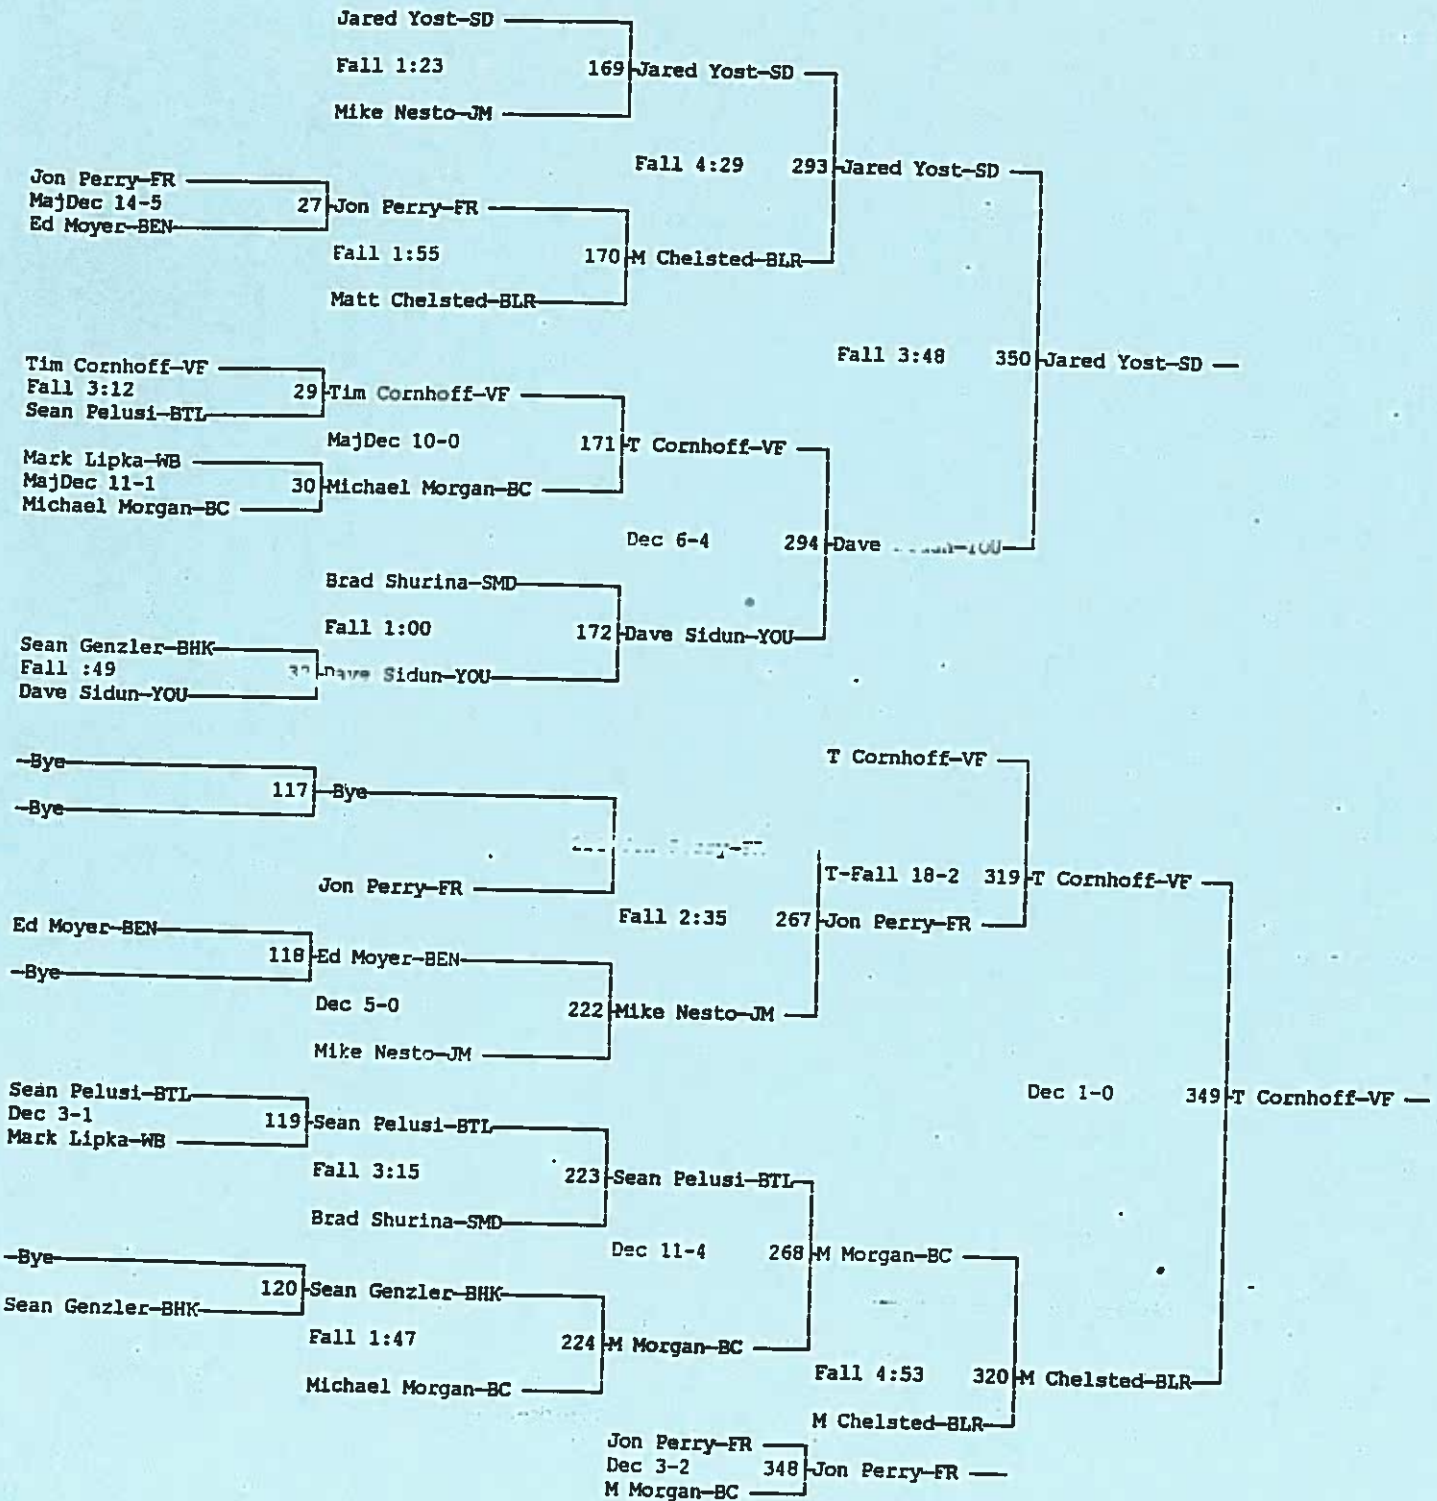 Jared Yost-SD
Fall 1:23
169 Jared Yost-SD
Mike Nesto-JM
Fall 4:29
293 Jared Yost-SD
Jon Perry-FR
MajDec 14-5
27 Jon Perry-FR
Ed Moyer-BEN
Fall 1:55
170 M Chelsted-BLR
Matt Chelsted-BLR
Fall 3:48
350 Jared Yost-SD
Tim Cornhoff-VF
Fall 3:12
29 Tim Cornhoff-VF
Sean Pelusi-BTL
MajDec 10-0
171 T Cornhoff-VF
Mark Lipka-WB
MajDec 11-1
30 Michael Morgan-BC
Michael Morgan-BC
Dec 6-4
294 Dave
Brad Shurina-SMD
Fall 1:00
172 Dave Sidun-YOU
Sean Genzler-BHK
Fall :49
Dave Sidun-YOU
Dave Sidun-YOU
-Bye
117 -Bye
-Bye
T Cornhoff-VF
Jon Perry-FR
T-Fall 18-2
319 T Cornhoff-VF
Fall 2:35
267 Jon Perry-FR
Ed Moyer-BEN
118 Ed Moyer-BEN
-Bye
Dec 5-0
222 Mike Nesto-JM
Mike Nesto-JM
Dec 1-0
349 T Cornhoff-VF
Sean Pelusi-BTL
Dec 3-1
119 Sean Pelusi-BTL
Mark Lipka-WB
Fall 3:15
223 Sean Pelusi-BTL
Brad Shurina-SMD
Dec 11-4
268 M Morgan-BC
-Bye
120 Sean Genzler-BHK
Sean Genzler-BHK
Fall 1:47
224 M Morgan-BC
Michael Morgan-BC
Fall 4:53
320 M Chelsted-BLR
M Chelsted-BLR
Jon Perry-FR
Dec 3-2
348 Jon Perry-FR
M Morgan-BC